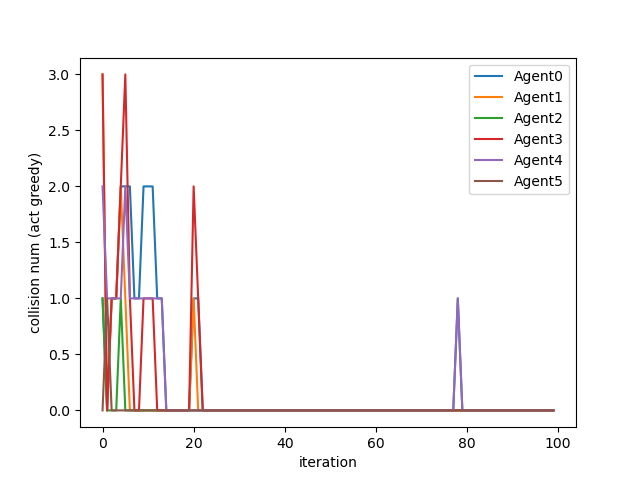 3.0
2.5
2.0
1.5
1.0
0.5
0.0
collision num (act greedy)
0
20
40
60
80
100
iteration
Agent0
Agent1
Agent2
Agent3
Agent4
Agent5